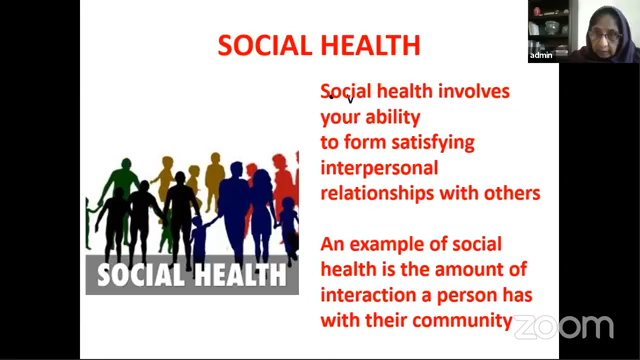 SOCIAL HEALTH
admin
Social health involves
your ability
to form satisfying
interpersonal
relationships with others
SOCIAL HEALTH
An example of social
health is the amount of
interaction a person has
with their community
zoom